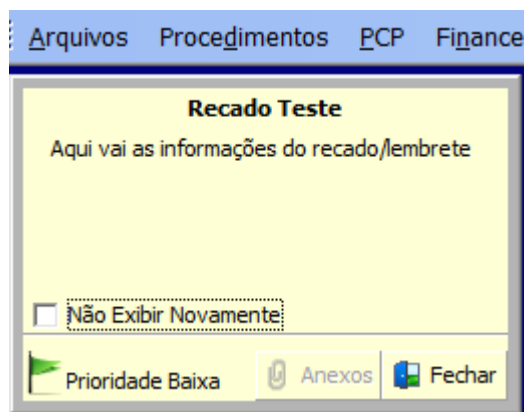 Arquivos Procedimentos PCP Finance
Recado Teste
Aqui vai as informações do recado/lembrete
Não Exibir Novamente
Prioridade Baixa Anexos Fechar